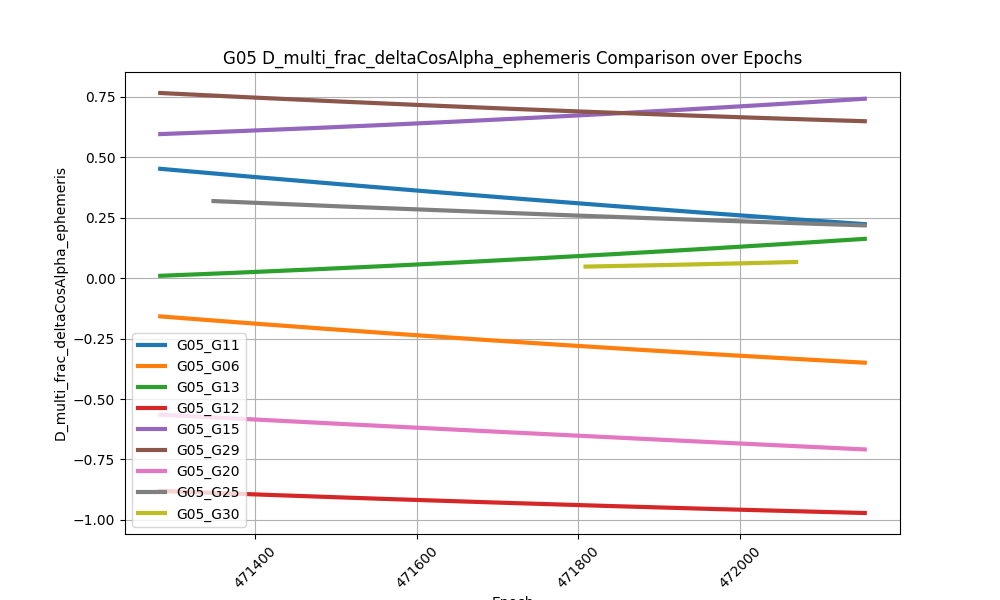 G05 D_multi_frac_deltaCosAlpha_ephemeris Comparison over Epochs
D_multi_frac_deltaCosAlpha_ephemeris
0.75
0.50
0.25
0.00
−0.25
−0.50
−0.75
−1.00
G05_G11
G05_G06
G05_G13
G05_G12
G05_G15
G05_G29
G05_G20
G05_G25
G05_G30
471400
471600
471800
472000
Epoch